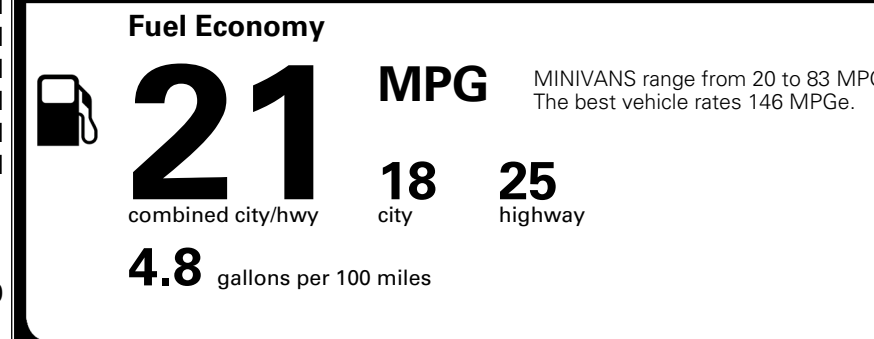 Fuel Economy
21 MPG
MINIVANS range from 20 to 83 MPG
The best vehicle rates 146 MPGe.
18 25
combined city/hwy city highway
4.8 gallons per 100 miles